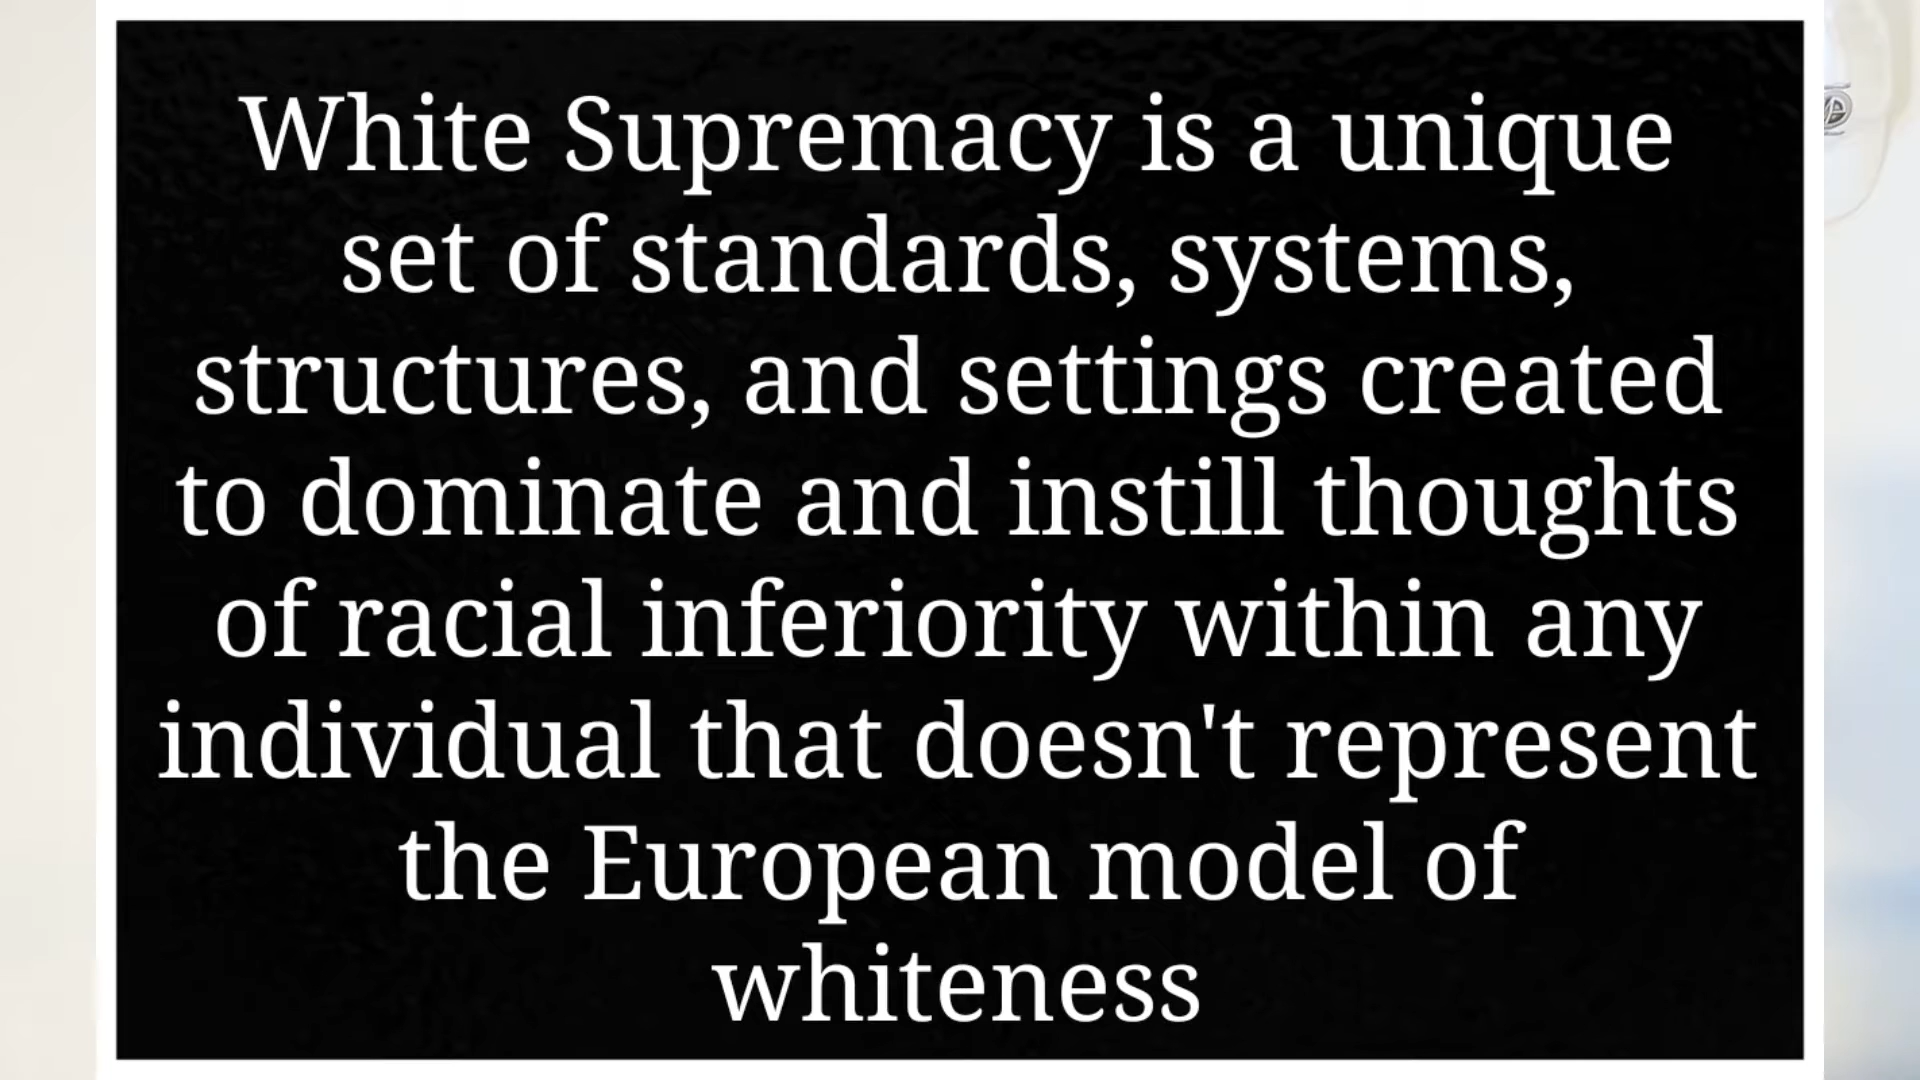 White Supremacy is a unique
set of standards, systems,
structures, and settings created
to dominate and instill thoughts
of racial inferiority within any
individual that doesn't represent
the European model of
whiteness